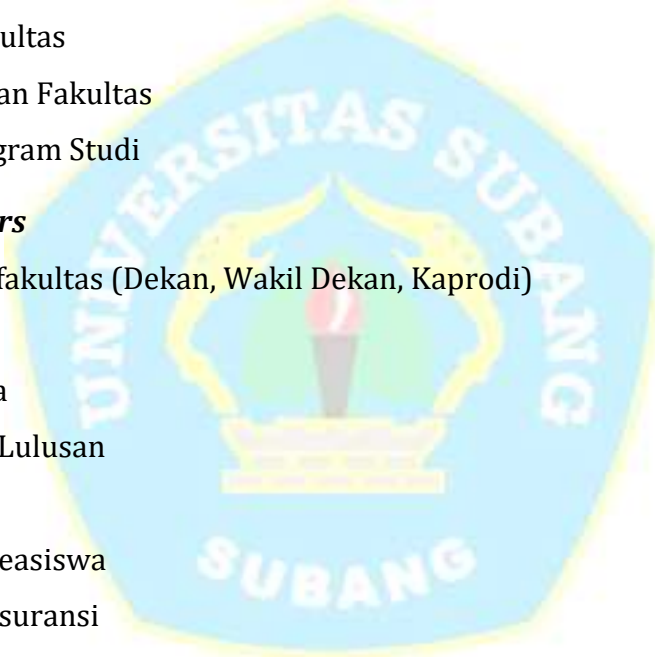 ultas
an Fakultas
gram Studi
rs
fakultas (Dekan, Wakil Dekan, Kaprodi)
a
Lulusan
easiswa
suransi
UNIVERSITAS SUBANG
SUBANG